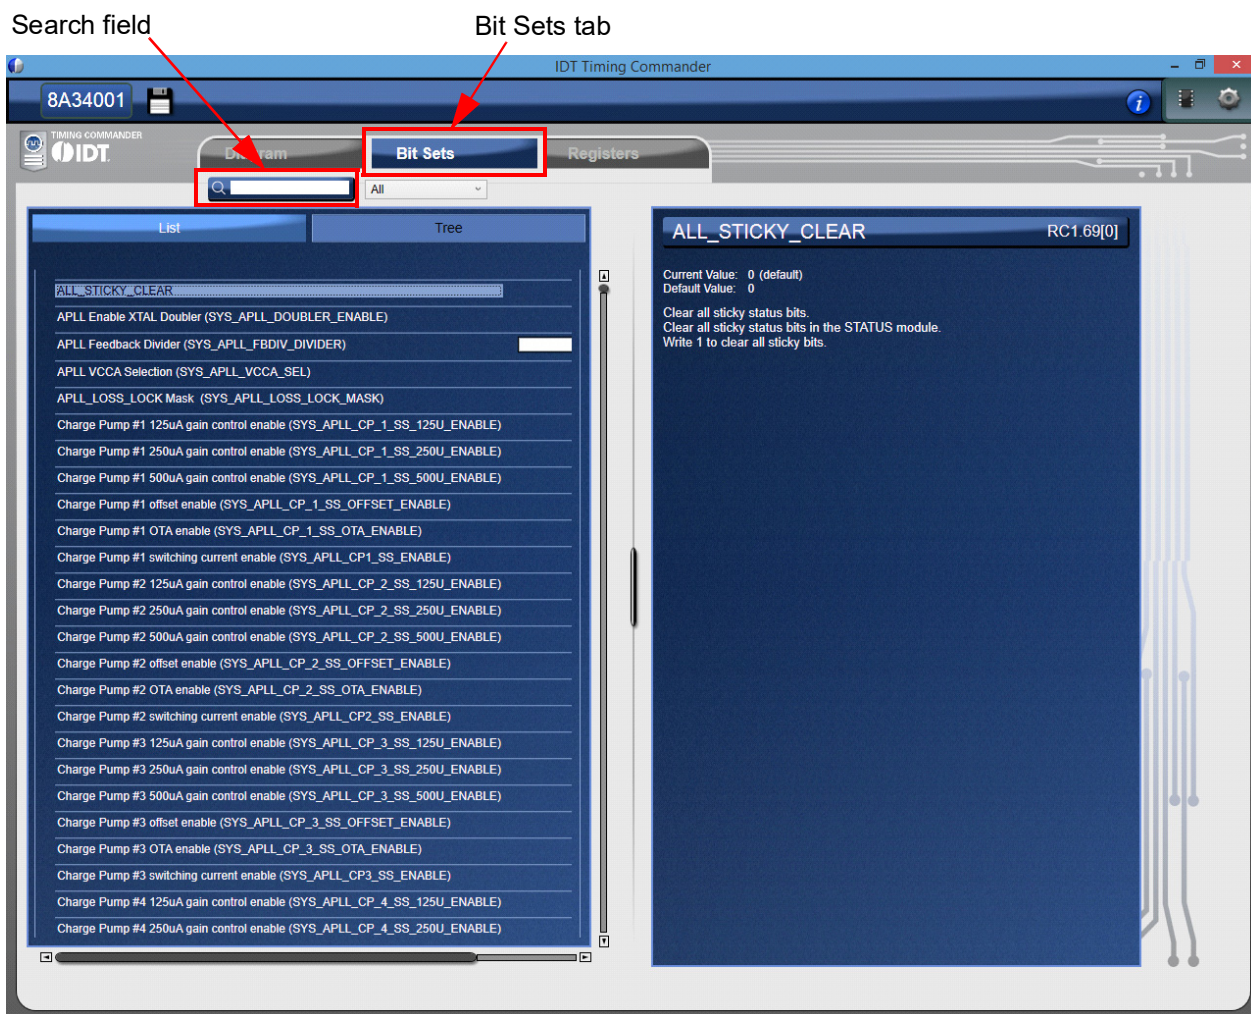 Search field
Bit Sets tab
IDT Timing Commander
8A34001
TIMING COMMANDER
IDT
Diagram
Bit Sets
Registers
All
List
Tree
ALL_STICKY_CLEAR
APLL Enable XTAL Doubler (SYS_APLL_DOUBLER_ENABLE)
APLL Feedback Divider (SYS_APLL_FBDIV_DIVIDER)
APLL VCCA Selection (SYS_APLL_VCCA_SEL)
APLL_LOSS_LOCK Mask (SYS_APLL_LOSS_LOCK_MASK)
Charge Pump #1 125uA gain control enable (SYS_APLL_CP_1_SS_125U_ENABLE)
Charge Pump #1 250uA gain control enable (SYS_APLL_CP_1_SS_250U_ENABLE)
Charge Pump #1 500uA gain control enable (SYS_APLL_CP_1_SS_500U_ENABLE)
Charge Pump #1 offset enable (SYS_APLL_CP_1_SS_OFFSET_ENABLE)
Charge Pump #1 OTA enable (SYS_APLL_CP_1_SS_OTA_ENABLE)
Charge Pump #1 switching current enable (SYS_APLL_CP1_SS_ENABLE)
Charge Pump #2 125uA gain control enable (SYS_APLL_CP_2_SS_125U_ENABLE)
Charge Pump #2 250uA gain control enable (SYS_APLL_CP_2_SS_250U_ENABLE)
Charge Pump #2 500uA gain control enable (SYS_APLL_CP_2_SS_500U_ENABLE)
Charge Pump #2 offset enable (SYS_APLL_CP_2_SS_OFFSET_ENABLE)
Charge Pump #2 OTA enable (SYS_APLL_CP_2_SS_OTA_ENABLE)
Charge Pump #2 switching current enable (SYS_APLL_CP2_SS_ENABLE)
Charge Pump #3 125uA gain control enable (SYS_APLL_CP_3_SS_125U_ENABLE)
Charge Pump #3 250uA gain control enable (SYS_APLL_CP_3_SS_250U_ENABLE)
Charge Pump #3 500uA gain control enable (SYS_APLL_CP_3_SS_500U_ENABLE)
Charge Pump #3 offset enable (SYS_APLL_CP_3_SS_OFFSET_ENABLE)
Charge Pump #3 OTA enable (SYS_APLL_CP_3_SS_OTA_ENABLE)
Charge Pump #3 switching current enable (SYS_APLL_CP3_SS_ENABLE)
Charge Pump #4 125uA gain control enable (SYS_APLL_CP_4_SS_125U_ENABLE)
Charge Pump #4 250uA gain control enable (SYS_APLL_CP_4_SS_250U_ENABLE)
ALL_STICKY_CLEAR RC1.69[0]
Current Value: 0 (default)
Default Value: 0
Clear all sticky status bits.
Clear all sticky status bits in the STATUS module.
Write 1 to clear all sticky bits.